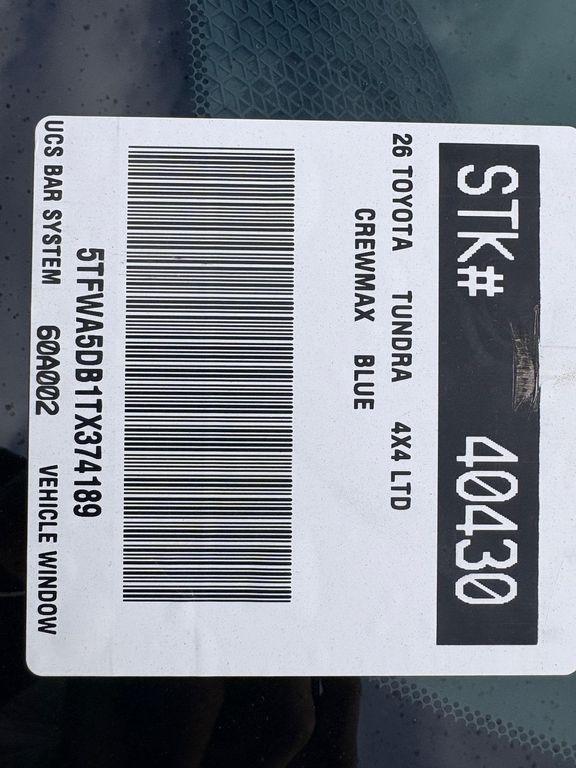 STK# 40430
26 TOYOTA TUNDRA 4X4 LTD
CREWMAX BLUE
5TFWA5DB1TX374189
UCS BAR SYSTEM 60A002 VEHICLE WINDOW